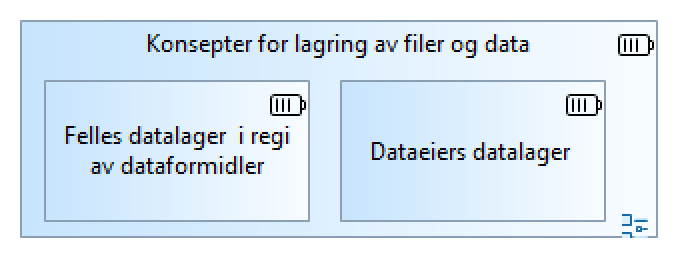 Konsepter for lagring av filer og data
Felles datalager i regi
av dataformidler
Dataeiers datalager